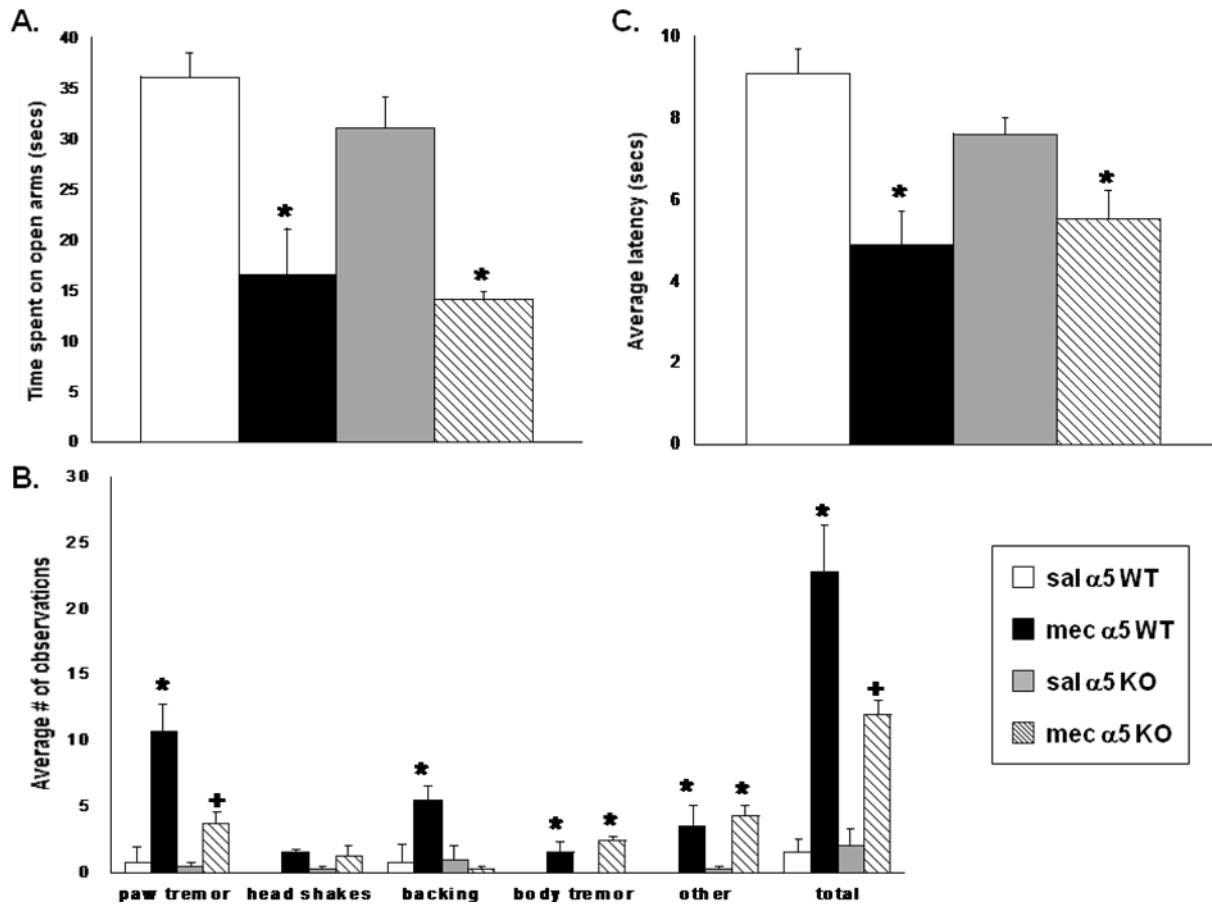 A.
Time spent on open arms (secs)
40
35
30
25
20
15
10
5
0
*
*
C.
Average latency (secs)
10
8
6
4
2
0
*
*
B.
Average # of observations
30
25
20
15
10
5
0
*
+
*
*
*
*
*
*
+
paw tremor
head shakes
backing
body tremor
other
total
sal α5 WT
mec α5 WT
sal α5 KO
mec α5 KO